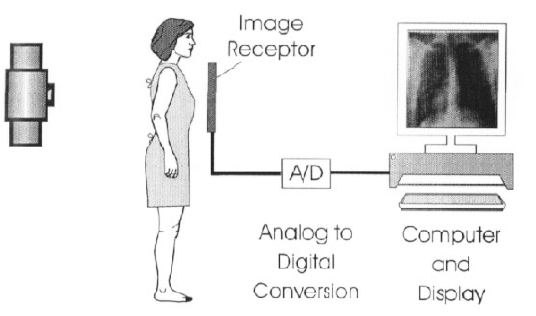 Image
Receptor
A/D
Analog to
Digital
Conversion
Computer
and
Display